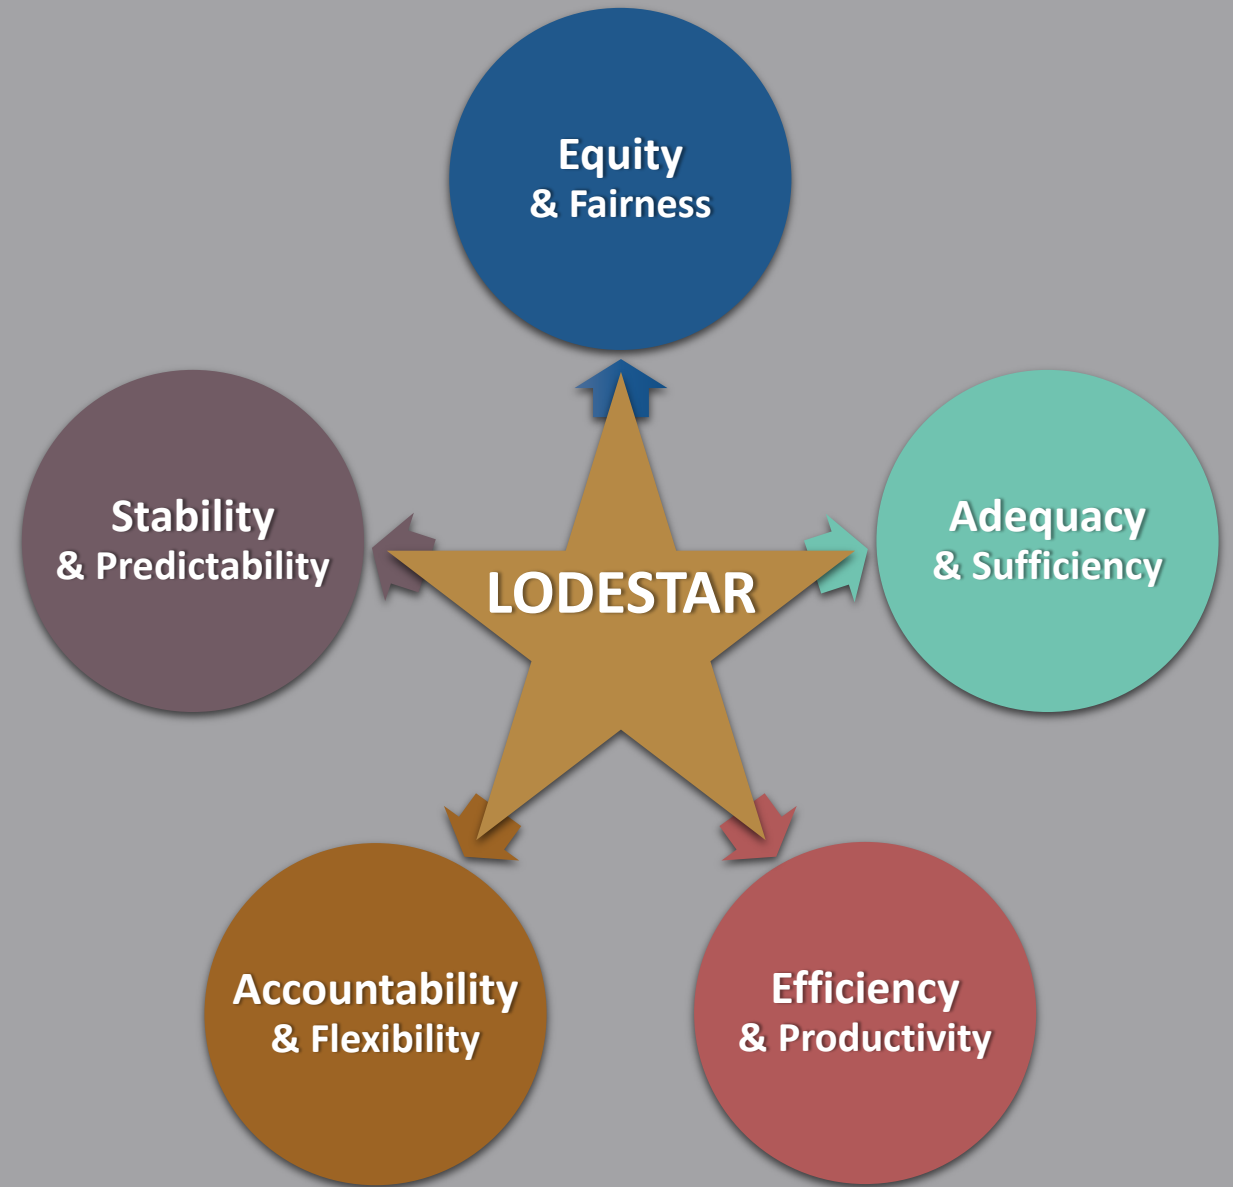 Equity
& Fairness
Stability
& Predictability
Adequacy
& Sufficiency
LODESTAR
Accountability
& Flexibility
Efficiency
& Productivity